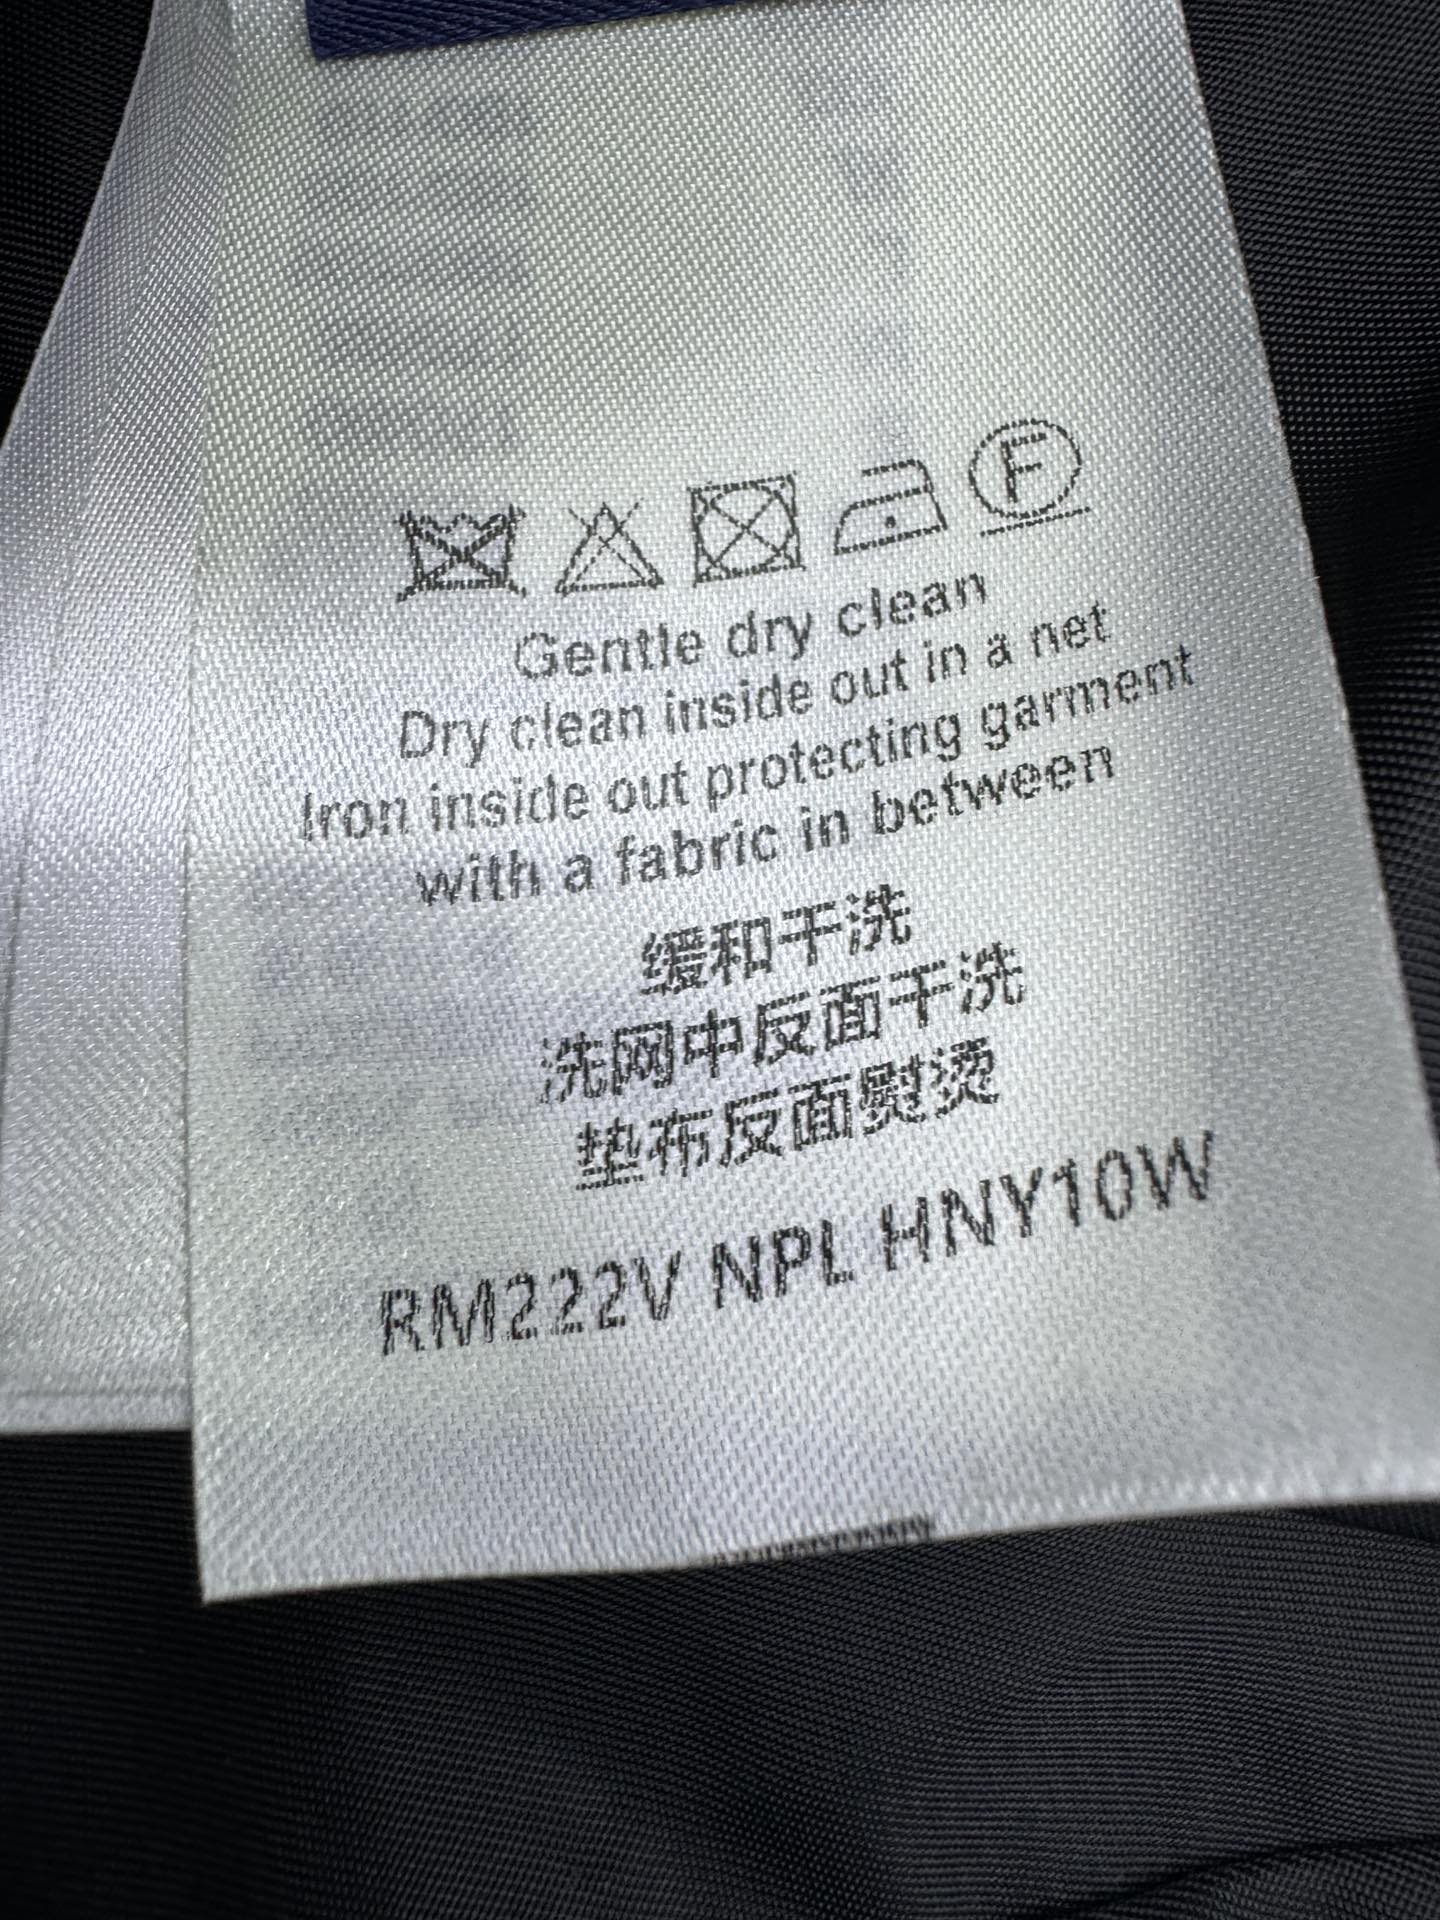 F
Gentle dry clean
Dry clean inside out in a net
Iron inside out protecting garment
with a fabric in between
缓和干洗
洗网中反面干洗
垫布反面熨烫
RM222V NPL HNY10W